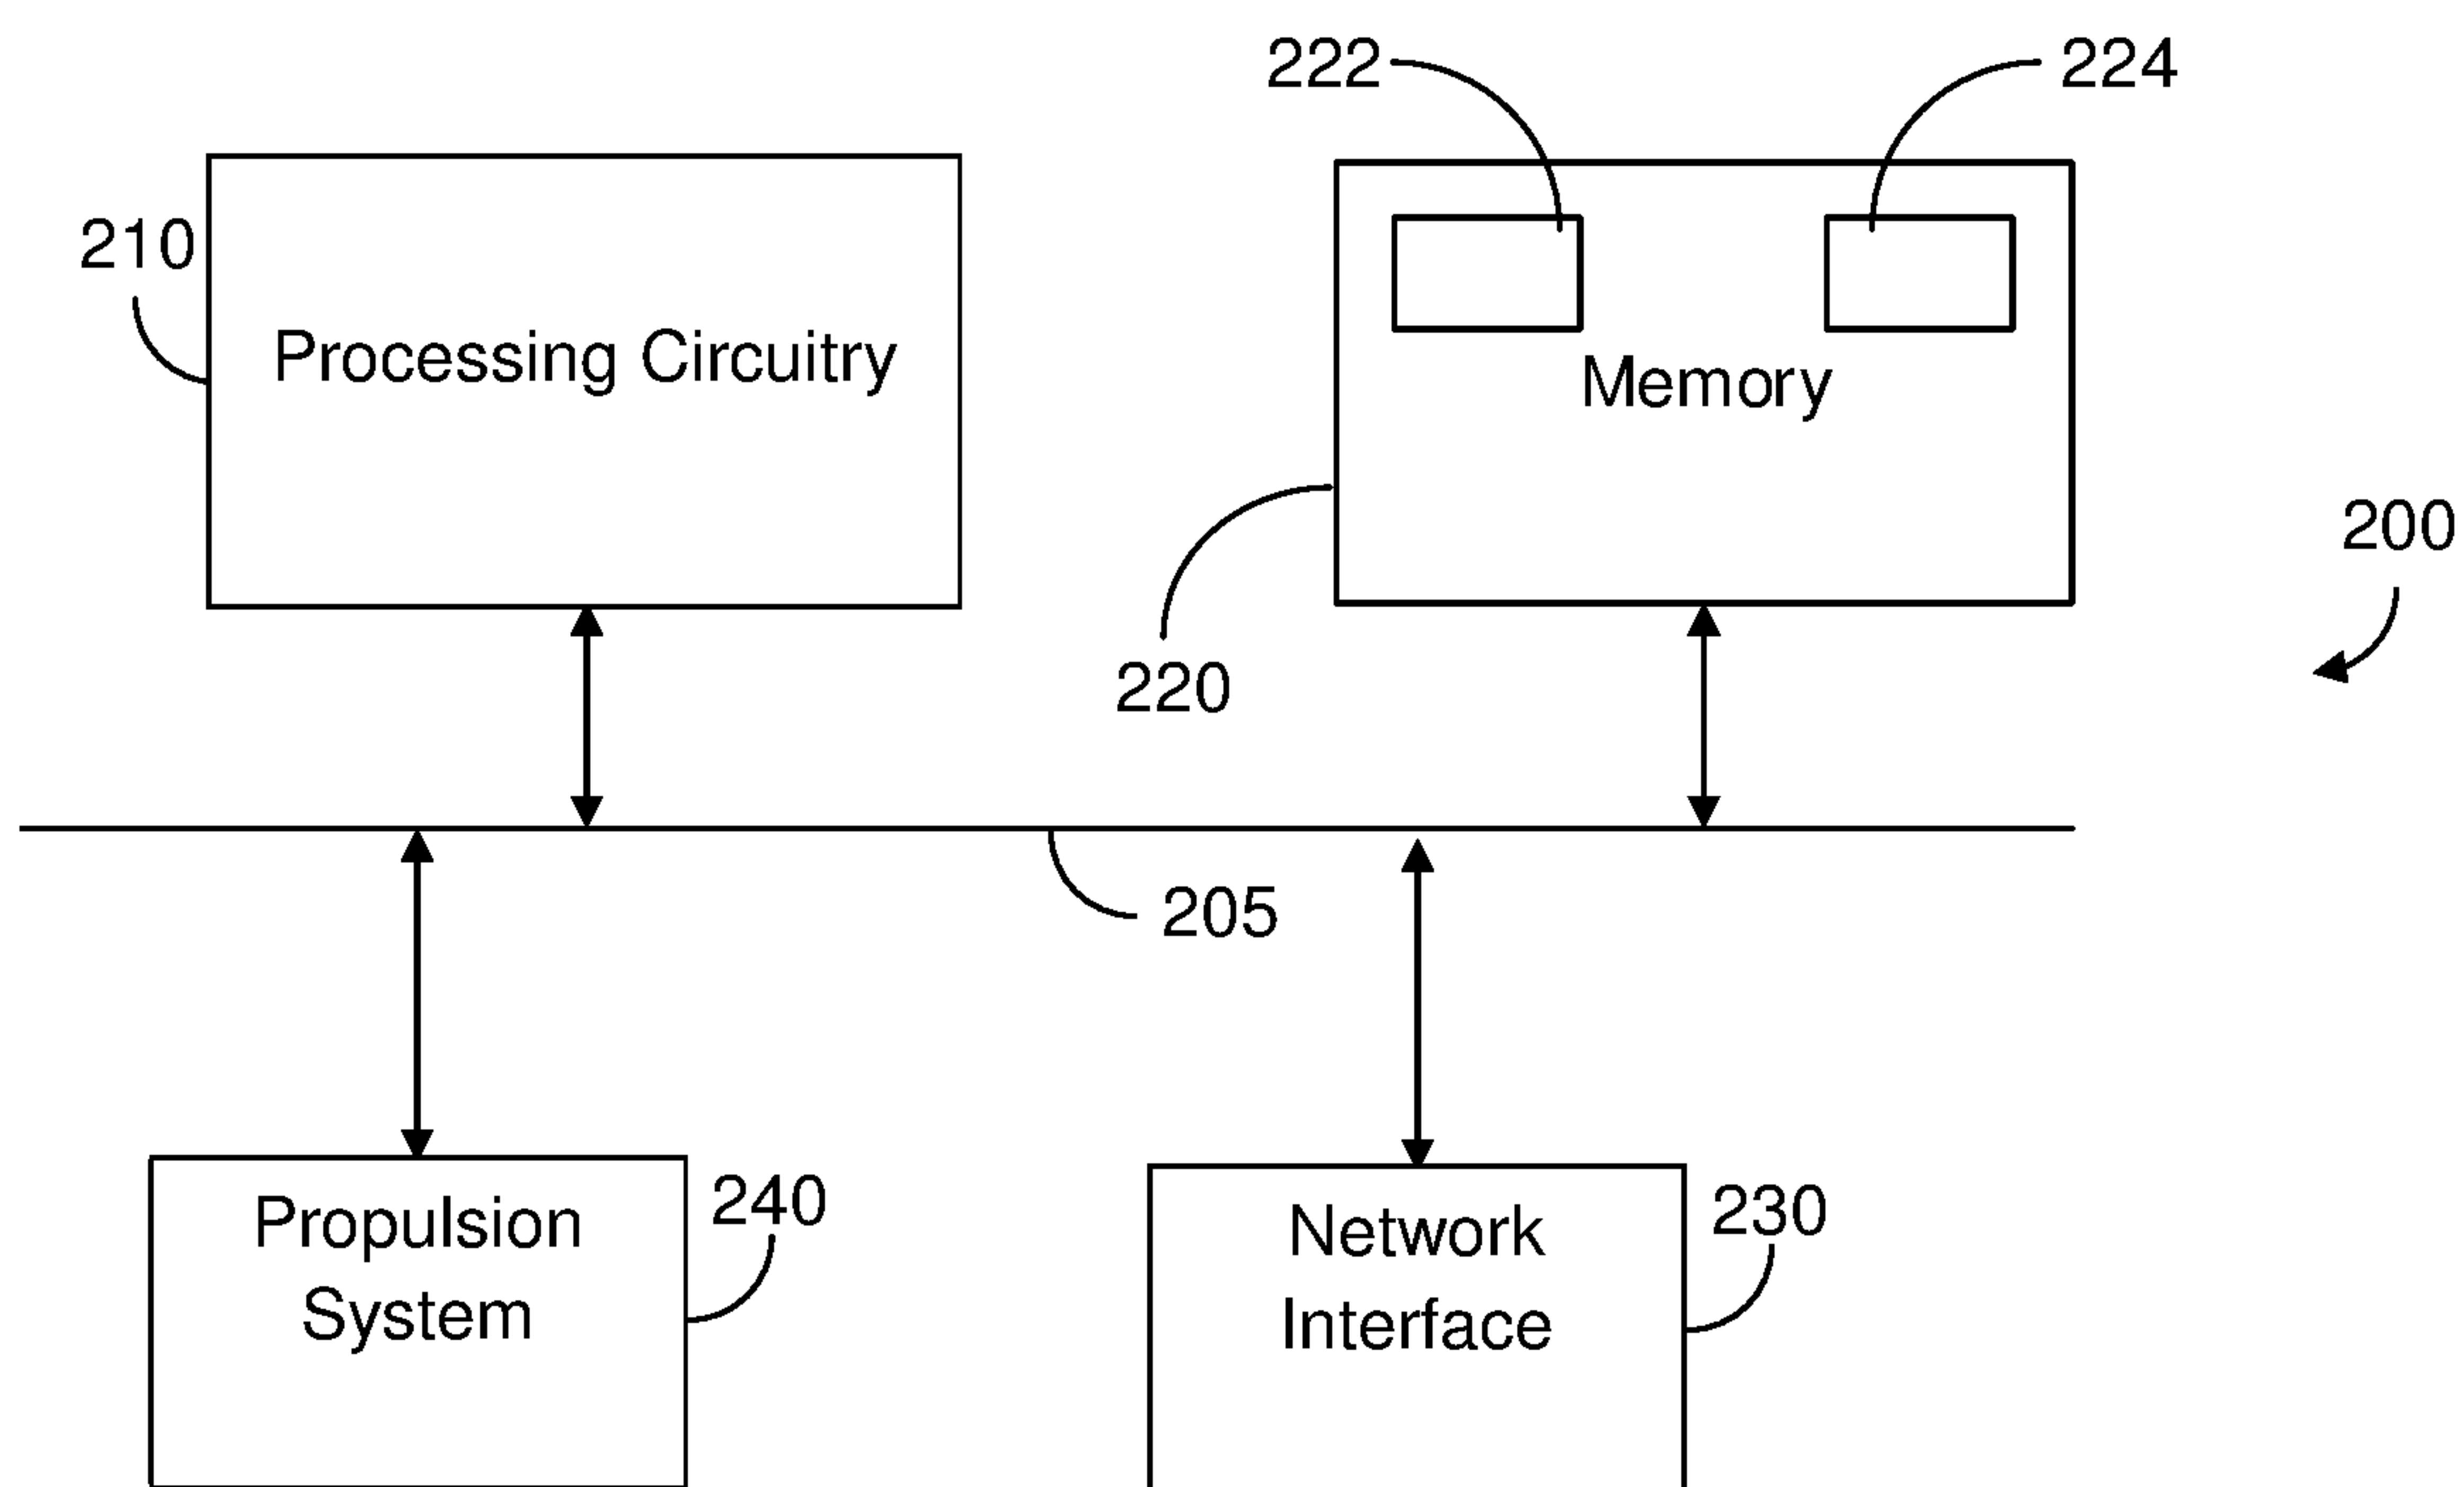 222
224
210
Processing Circuitry
Memory
200
220
205
Propulsion
System
240
Network
Interface
230